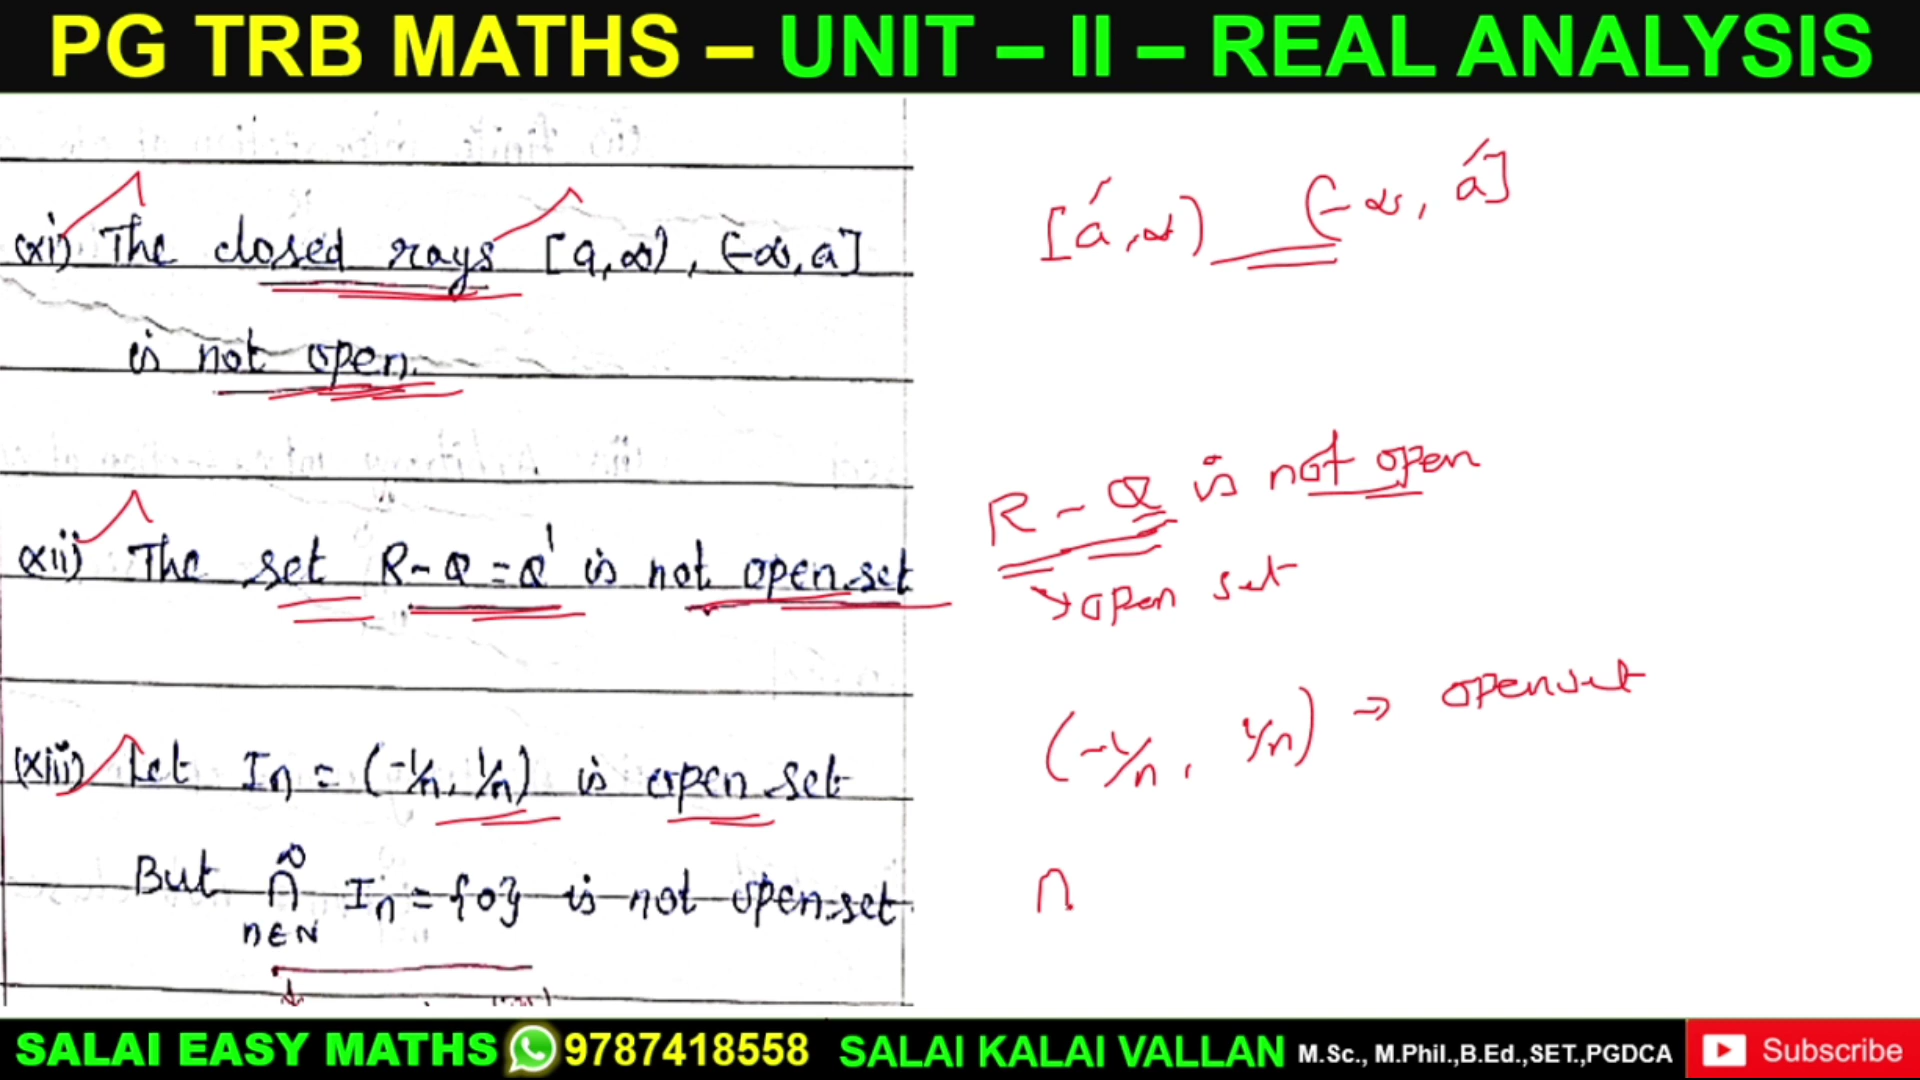 PG TRB MATHS – UNIT – II – REAL ANALYSIS
(xi) The closed rays [a,∞), (-∞,a]
is not open.
(xii) The set R-Q=Q' is not open set
(xiii) Let In = (-1/n, 1/n) is open set
But ∞
∩ In = {0} is not open set
n∈N
[a,∞) (-∞, a]
R - Q is not open
open set
(-1/n, 1/n) → open set
∩
SALAI EASY MATHS 9787418558 SALAI KALAI VALLAN M.Sc., M.Phil.,B.Ed.,SET.,PGDCA Subscribe